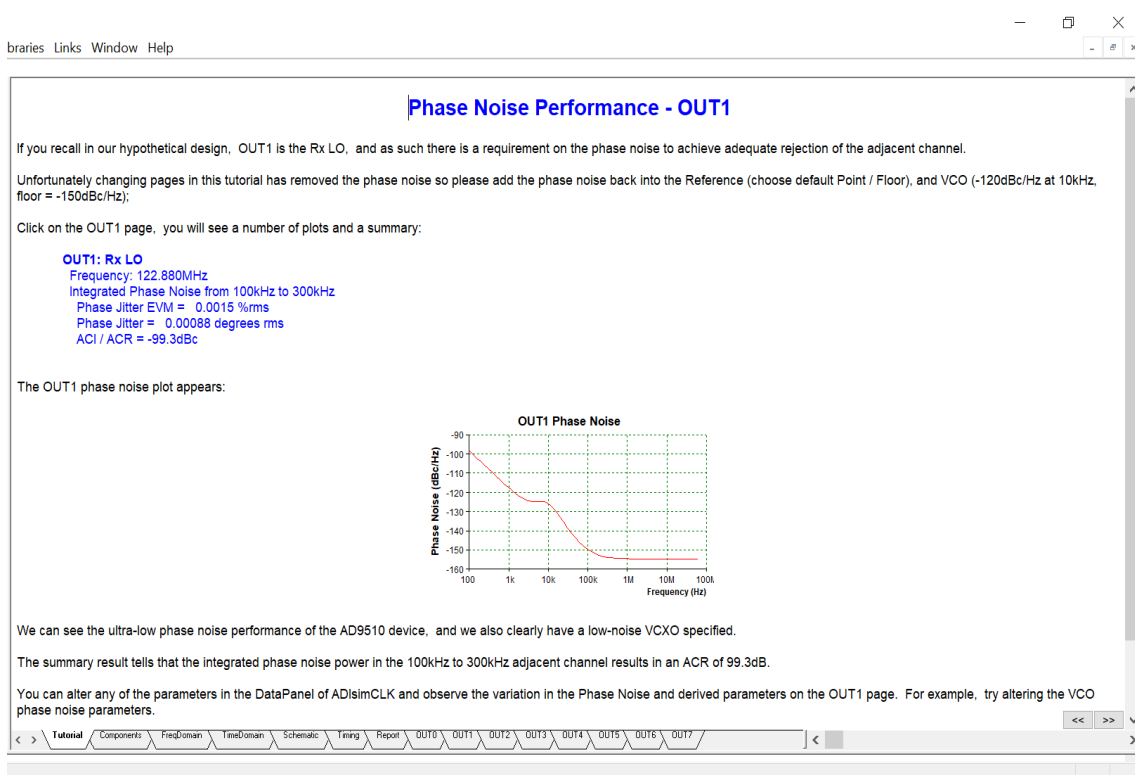 braries Links Window Help
Phase Noise Performance - OUT1
If you recall in our hypothetical design, OUT1 is the Rx LO, and as such there is a requirement on the phase noise to achieve adequate rejection of the adjacent channel.
Unfortunately changing pages in this tutorial has removed the phase noise so please add the phase noise back into the Reference (choose default Point / Floor), and VCO (-120dBc/Hz at 10kHz,
floor = -150dBc/Hz);
Click on the OUT1 page, you will see a number of plots and a summary:
OUT1: Rx LO
Frequency: 122.880MHz
Integrated Phase Noise from 100kHz to 300kHz
Phase Jitter EVM = 0.0015 %rms
Phase Jitter = 0.00088 degrees rms
ACI / ACR = -99.3dBc
The OUT1 phase noise plot appears:
OUT1 Phase Noise
Phase Noise (dBc/Hz)
-90
-100
-110
-120
-130
-140
-150
-160
100 1k 10k 100k 1M 10M 100M
Frequency (Hz)
We can see the ultra-low phase noise performance of the AD9510 device, and we also clearly have a low-noise VCXO specified.
The summary result tells that the integrated phase noise power in the 100kHz to 300kHz adjacent channel results in an ACR of 99.3dB.
You can alter any of the parameters in the DataPanel of ADIsimCLK and observe the variation in the Phase Noise and derived parameters on the OUT1 page. For example, try altering the VCO
phase noise parameters.
<< >>
Tutorial Components FreqDomain TimeDomain Schematic Timing Report OUT0 OUT1 OUT2 OUT3 OUT4 OUT5 OUT6 OUT7